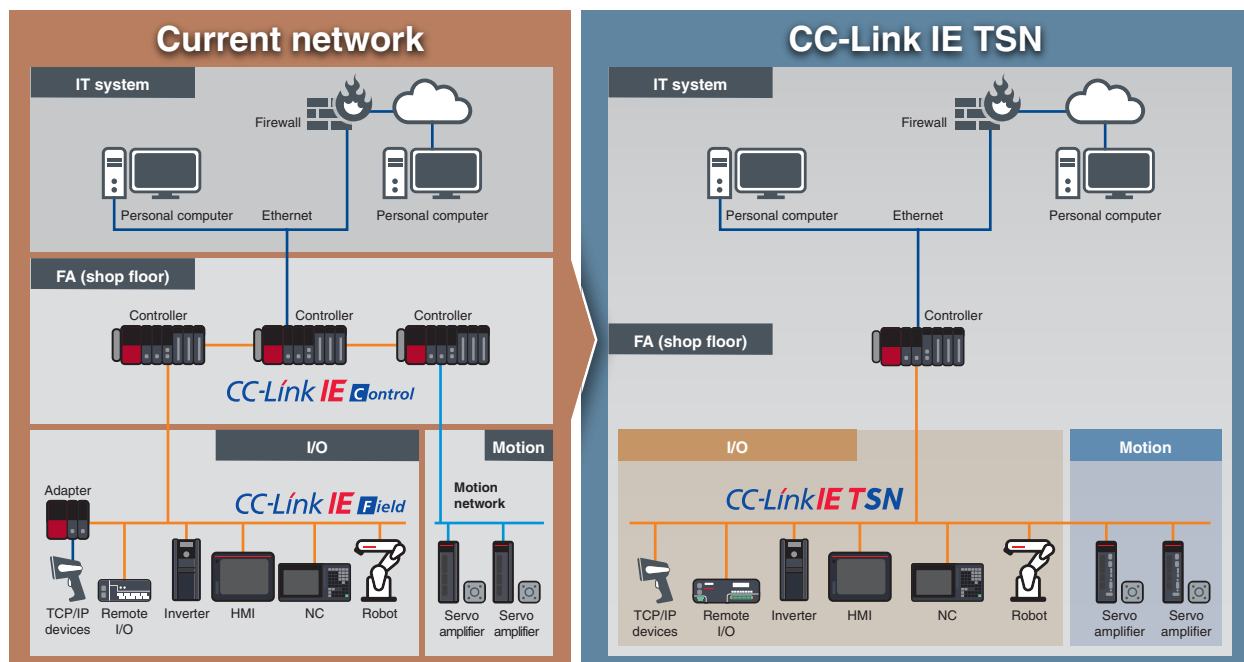 Current network
IT system
Firewall
Personal computer
Ethernet
Personal computer
FA (shop floor)
Controller
Controller
Controller
CC-Link IE Control
I/O
Motion
Adapter
CC-Link IE Field
Motion
network
TCP/IP
devices
Remote
I/O
Inverter
HMI
NC
Robot
Servo
amplifier
Servo
amplifier
CC-Link IE TSN
IT system
Firewall
Personal computer
Ethernet
Personal computer
Controller
FA (shop floor)
I/O
Motion
CC-Link IE TSN
TCP/IP
devices
Remote
I/O
Inverter
HMI
NC
Robot
Servo
amplifier
Servo
amplifier